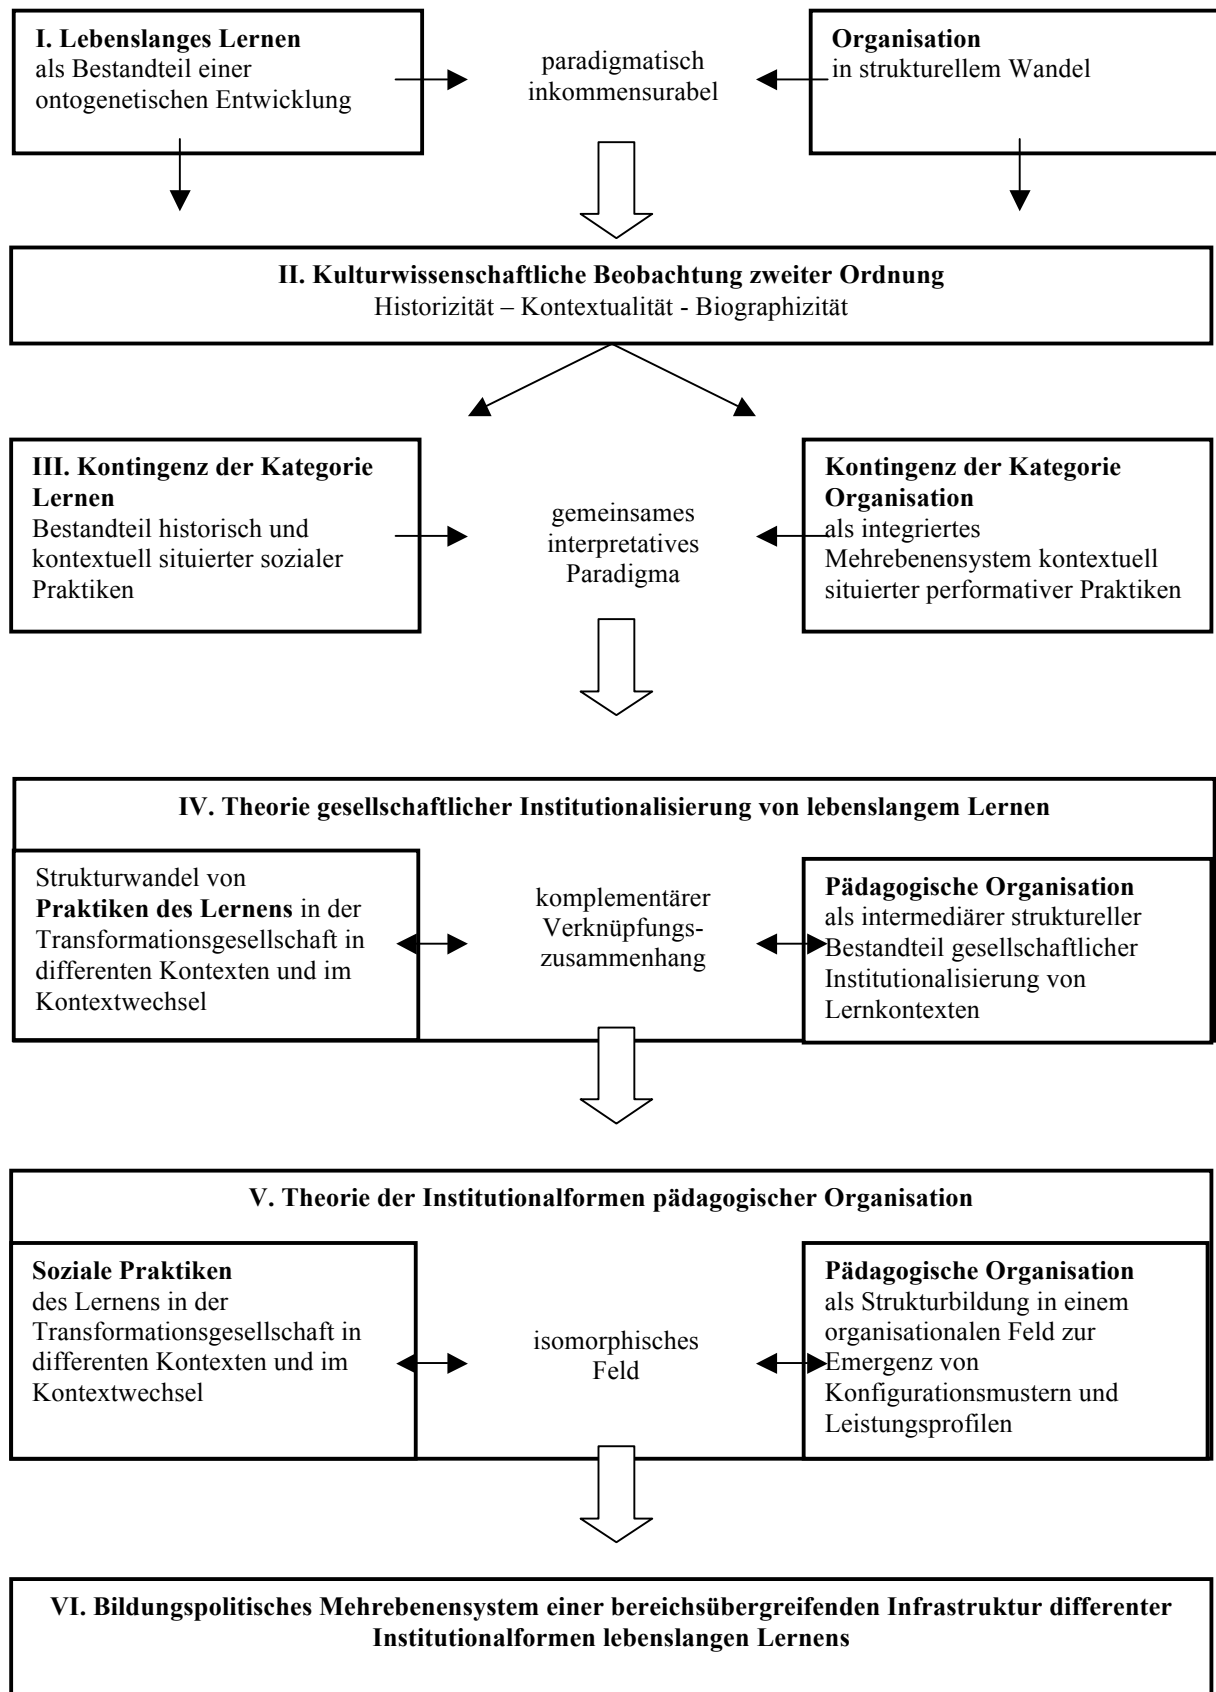 I. Lebenslanges Lernen
als Bestandteil einer
ontogenetischen Entwicklung
paradigmatisch
inkommensurabel
Organisation
in strukturellem Wandel
II. Kulturwissenschaftliche Beobachtung zweiter Ordnung
Historizität – Kontextualität - Biographizität
III. Kontingenz der Kategorie
Lernen
Bestandteil historisch und
kontextuell situierter sozialer
Praktiken
gemeinsames
interpretatives
Paradigma
Kontingenz der Kategorie
Organisation
als integriertes
Mehrebenensystem kontextuell
situierter performativer Praktiken
IV. Theorie gesellschaftlicher Institutionalisierung von lebenslangem Lernen
Strukturwandel von
Praktiken des Lernens in der
Transformationsgesellschaft in
differenten Kontexten und im
Kontextwechsel
komplementärer
Verknüpfungs-
zusammenhang
Pädagogische Organisation
als intermediärer struktureller
Bestandteil gesellschaftlicher
Institutionalisierung von
Lernkontexten
V. Theorie der Institutionalformen pädagogischer Organisation
Soziale Praktiken
des Lernens in der
Transformationsgesellschaft in
differenten Kontexten und im
Kontextwechsel
isomorphisches
Feld
Pädagogische Organisation
als Strukturbildung in einem
organisationalen Feld zur
Emergenz von
Konfigurationsmustern und
Leistungsprofilen
VI. Bildungspolitisches Mehrebenensystem einer bereichsübergreifenden Infrastruktur differenter
Institutionalformen lebenslangen Lernens